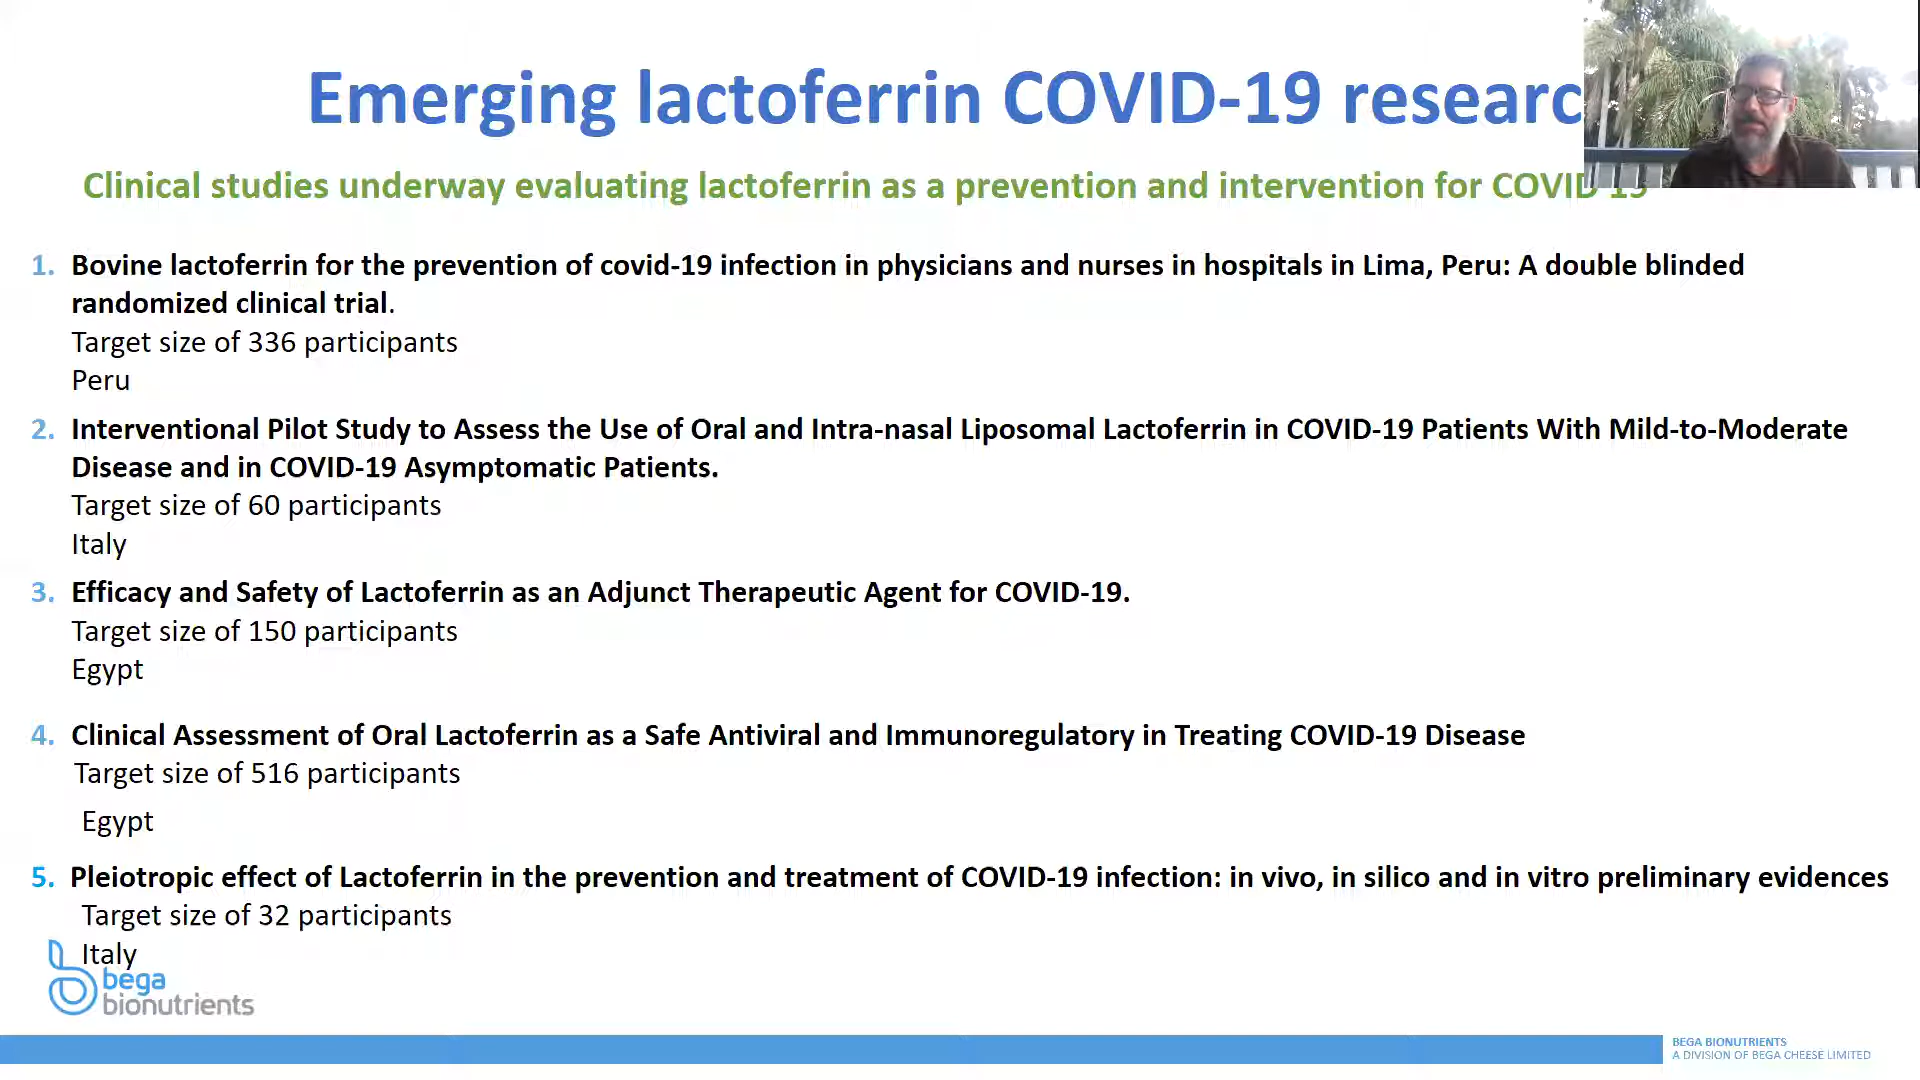 Emerging lactoferrin COVID-19 researc
Clinical studies underway evaluating lactoferrin as a prevention and intervention for COVID-19
1. Bovine lactoferrin for the prevention of covid-19 infection in physicians and nurses in hospitals in Lima, Peru: A double blinded
randomized clinical trial.
Target size of 336 participants
Peru
2. Interventional Pilot Study to Assess the Use of Oral and Intra-nasal Liposomal Lactoferrin in COVID-19 Patients With Mild-to-Moderate
Disease and in COVID-19 Asymptomatic Patients.
Target size of 60 participants
Italy
3. Efficacy and Safety of Lactoferrin as an Adjunct Therapeutic Agent for COVID-19.
Target size of 150 participants
Egypt
4. Clinical Assessment of Oral Lactoferrin as a Safe Antiviral and Immunoregulatory in Treating COVID-19 Disease
Target size of 516 participants
Egypt
5. Pleiotropic effect of Lactoferrin in the prevention and treatment of COVID-19 infection: in vivo, in silico and in vitro preliminary evidences
Target size of 32 participants
Italy
bega
bionutrients
BEGA BIONUTRIENTS
A DIVISION OF BEGA CHEESE LIMITED